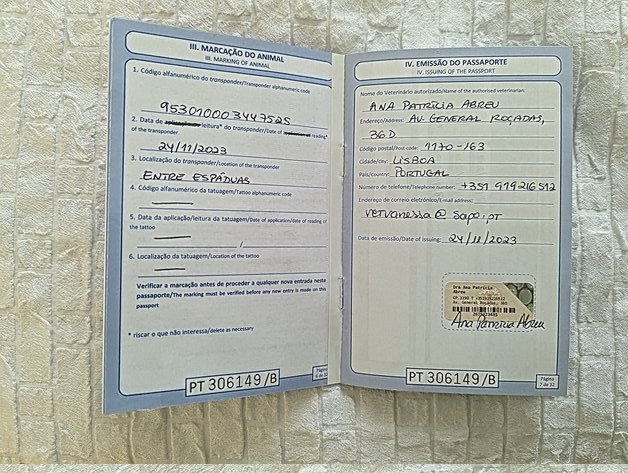 III. MARCAÇÃO DO ANIMAL
III. MARKING OF ANIMAL
1. Código alfanumérico do transponder/Transponder alphanumeric code
953010003447525
2. Data de leitura* do transponder/Date of reading*
of the transponder
24/11/2023
3. Localização do transponder/Location of the transponder
ENTRE ESPÁDUAS
4. Código alfanumérico da tatuagem/Tattoo alphanumeric code
5. Data da aplicação/leitura da tatuagem/Date of application/date of reading of
the tattoo
/
6. Localização da tatuagem/Location of the tattoo
Verificar a marcação antes de proceder a qualquer nova entrada neste
passaporte/The marking must be verified before any new entry is made on this
passport
* riscar o que não interessa/delete as necessary
PT 306149/B
Página
6 de 32
IV. EMISSÃO DO PASSAPORTE
IV. ISSUING OF THE PASSPORT
Nome do Veterinário autorizado/Name of the authorised veterinarian:
ANA PATRÍCIA ABREU
Endereço/Address: AV. GENERAL ROÇADAS,
36D
Código postal/Post-code: 1170-163
Cidade/City: LISBOA
País/Country: PORTUGAL
Número de telefone/Telephone number: +351 919216512
Endereço de correio eletrónico/E-mail address:
vetvanessa@sapo.pt
Data de emissão/Date of issuing: 24/11/2023
Dra Ana Patrícia
Abreu
Av. General Roçadas, 36D
Ana Patrícia Abreu
PT 306149/B
Página
7 de 32